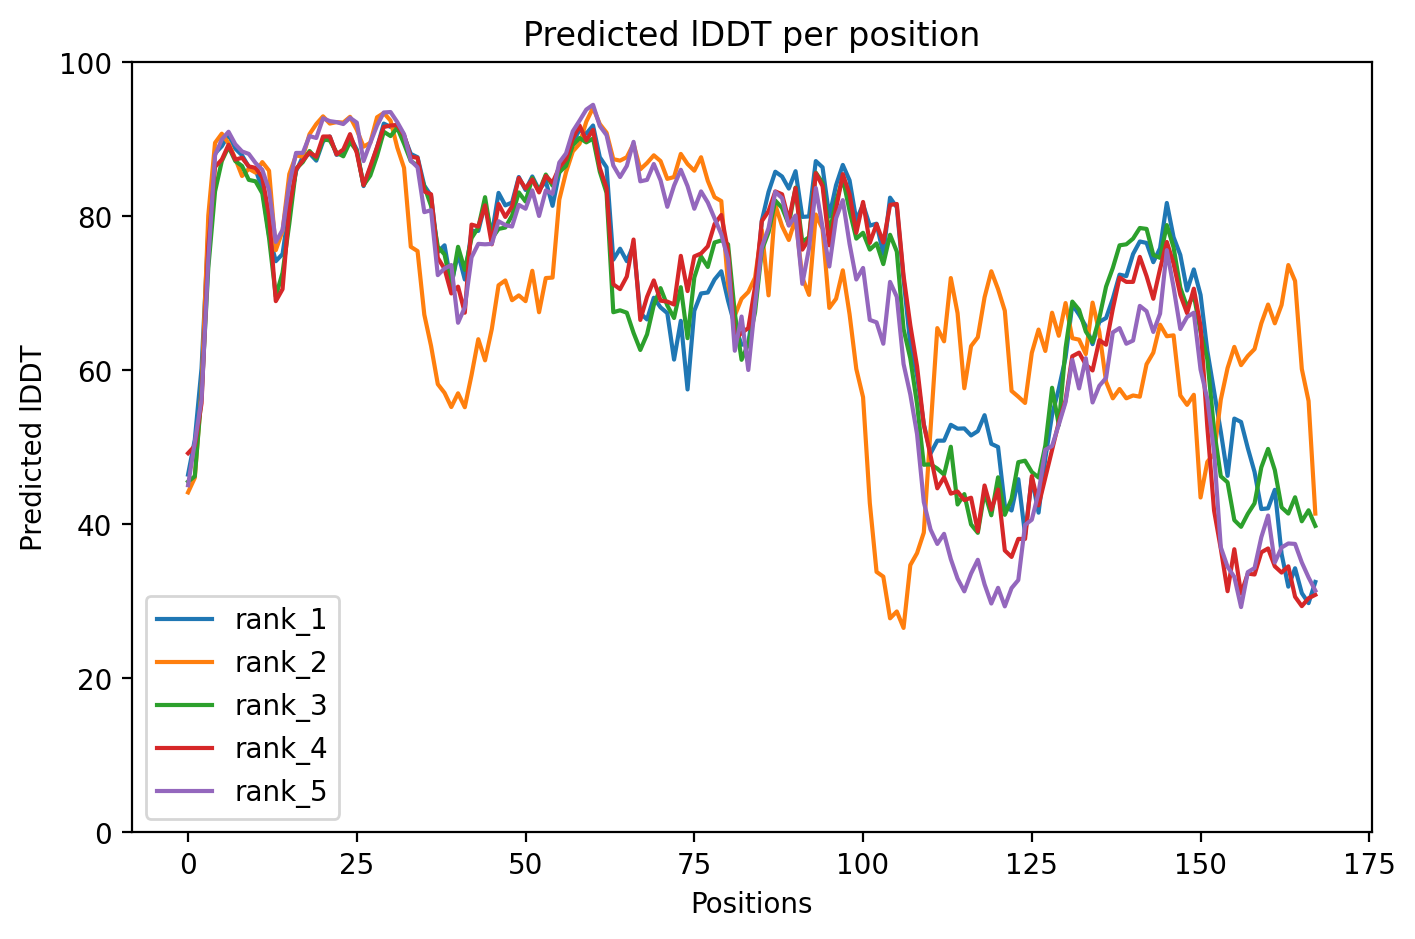 Predicted lDDT per position
Predicted lDDT
100
80
60
40
20
0
rank_1
rank_2
rank_3
rank_4
rank_5
0 25 50 75 100 125 150 175
Positions